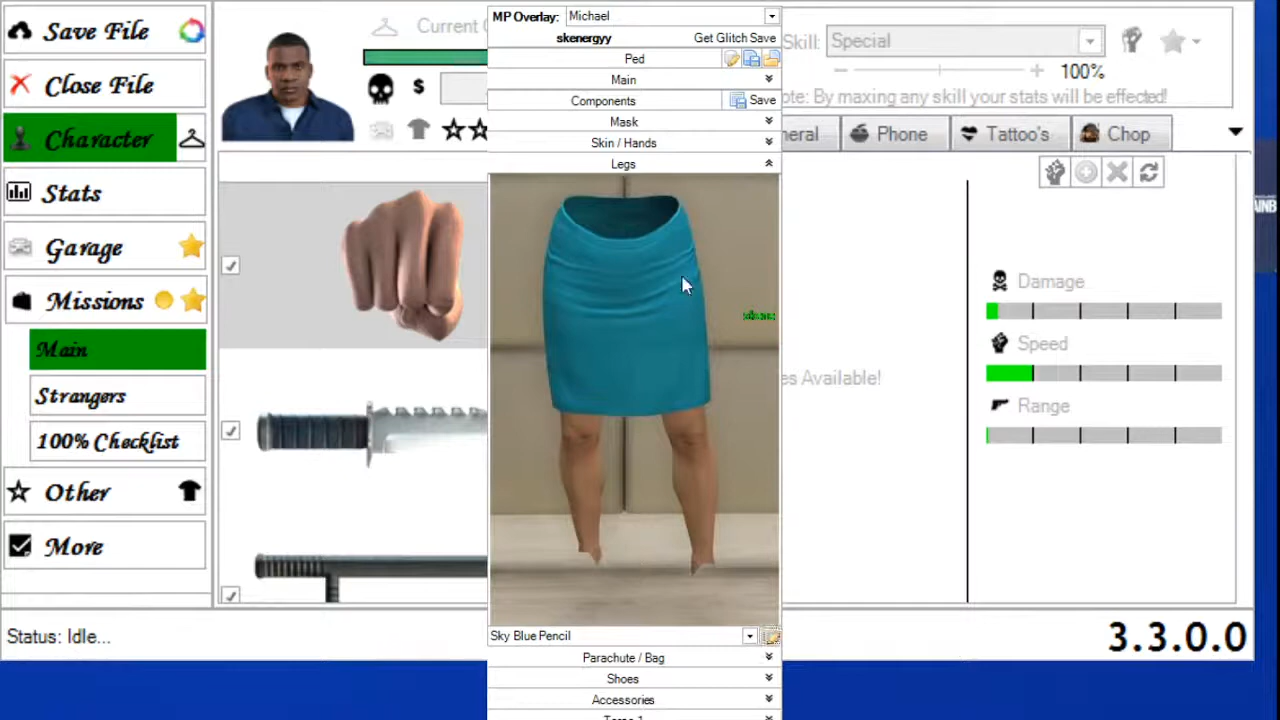 Save File
Close File
Character
Stats
Garage
Missions
Main
Strangers
100% Checklist
Other
More
Status: Idle...
Current
$
MP Overlay: Michael
skenergyy Get Glitch Save
Ped
Main
Components Save
Mask
Skin / Hands
Legs
Sky Blue Pencil
Parachute / Bag
Shoes
Accessories
Torso 1
Skill: Special
100%
ote: By maxing any skill your stats will be effected!
neral
Phone
Tattoo's
Chop
es Available!
Damage
Speed
Range
3.3.0.0